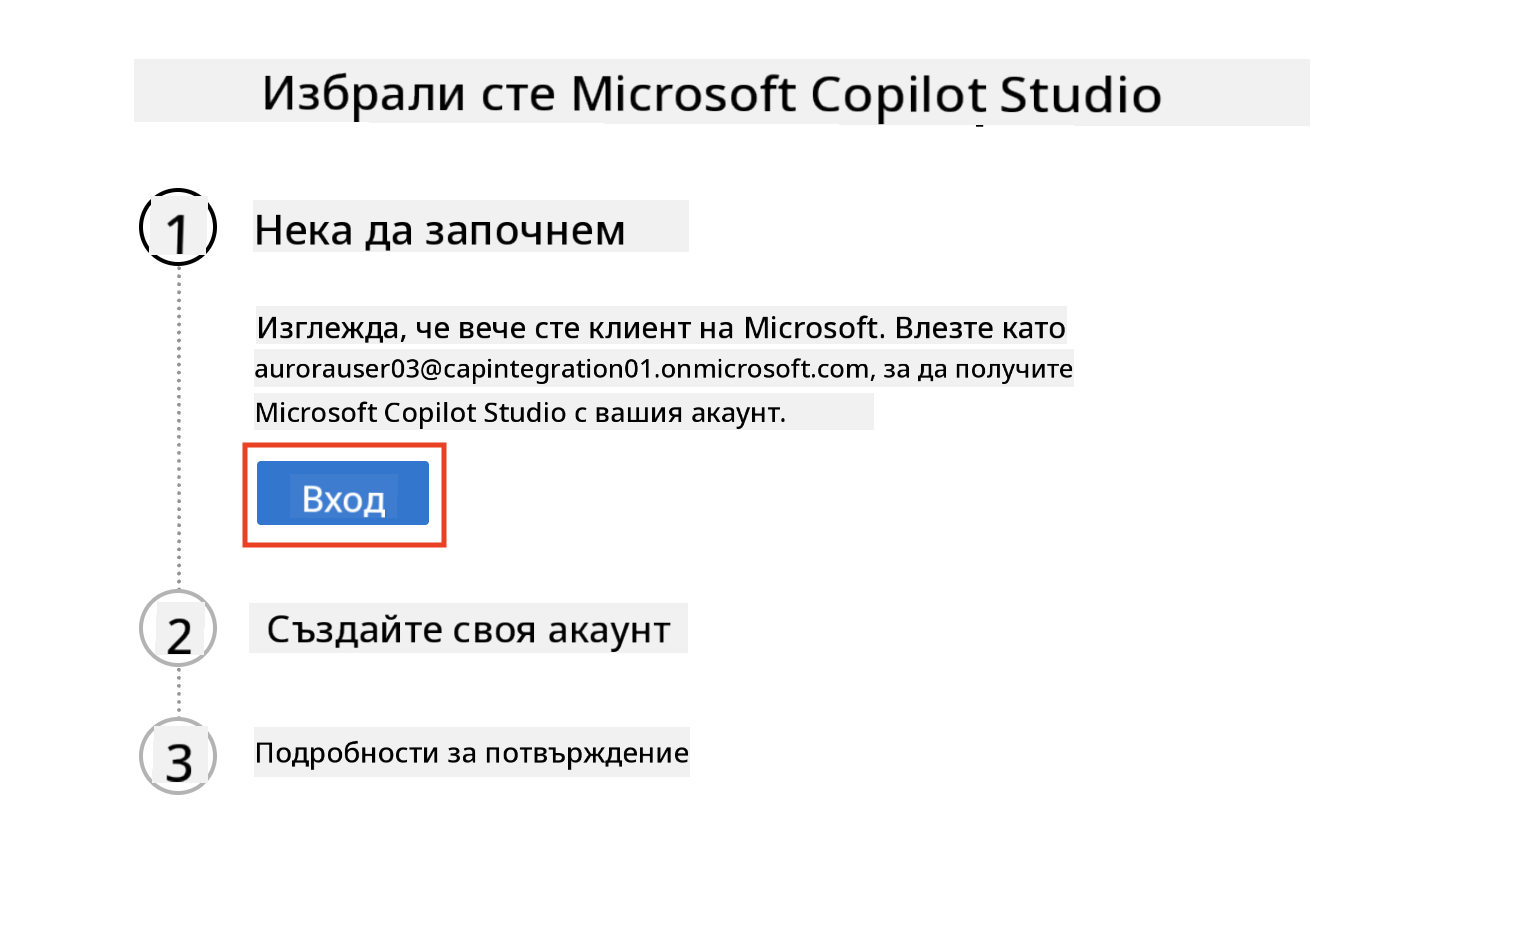 Избрали сте Microsoft Copilot Studio
1
Нека да започнем
Изглежда, че вече сте клиент на Microsoft. Влезте като
aurorauser03@capintegration01.onmicrosoft.com, за да получите
Microsoft Copilot Studio с вашия акаунт.
Вход
2
Създайте своя акаунт
3
Подробности за потвърждение